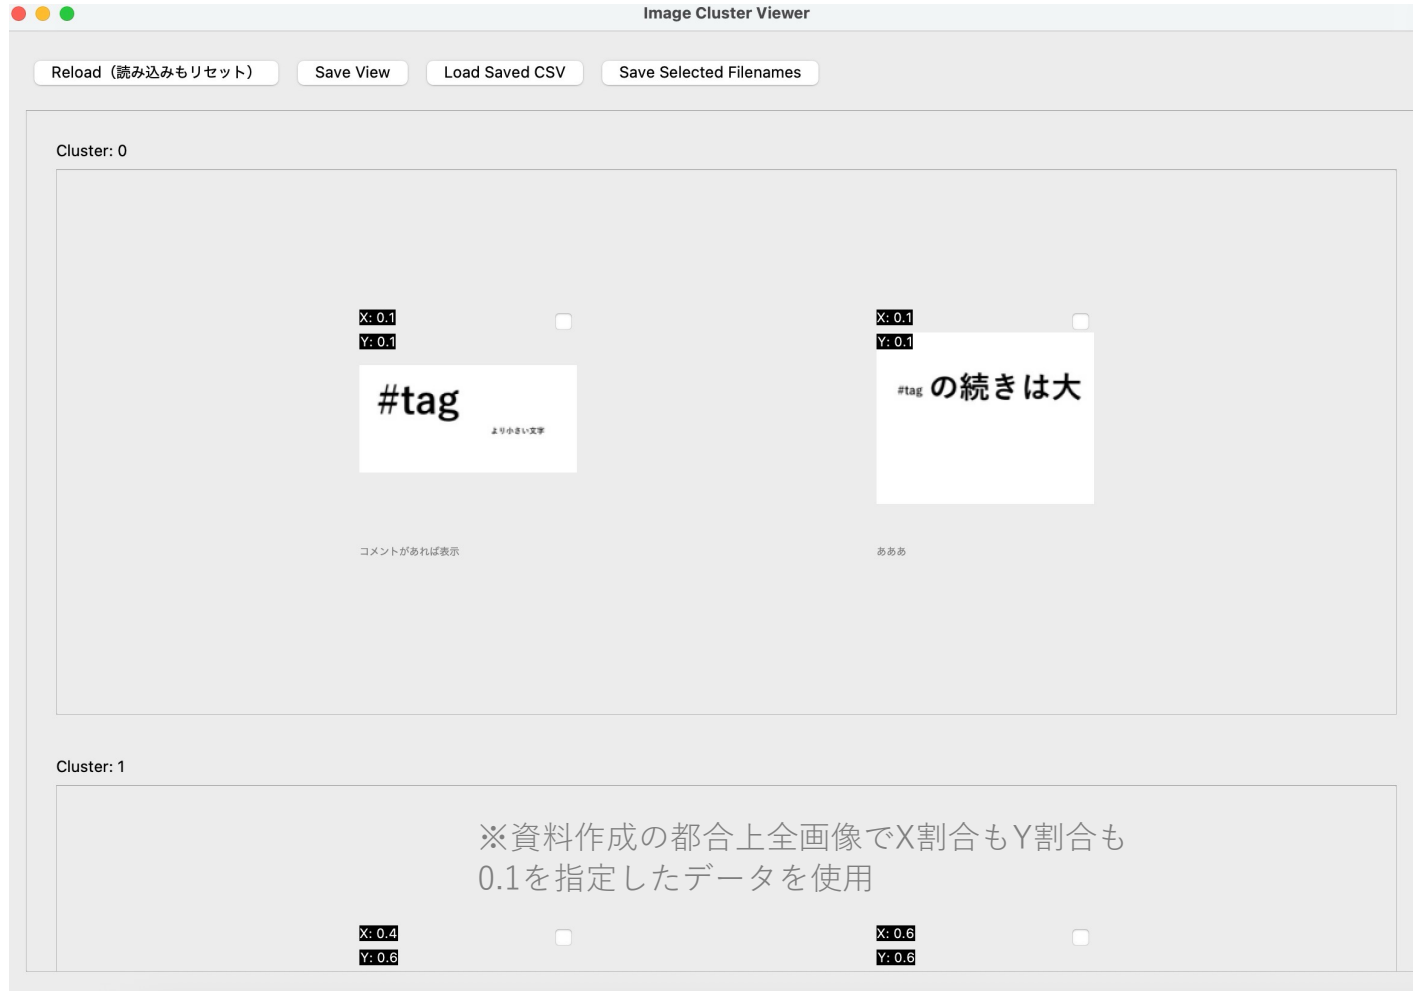 Image Cluster Viewer
Reload（読み込みもリセット）
Save View
Load Saved CSV
Save Selected Filenames
Cluster: 0
X: 0.1
Y: 0.1
#tag
より小さい文字
コメントがあれば表示
X: 0.1
Y: 0.1
#tag の続きは大
あああ
Cluster: 1
※資料作成の都合上全画像でX割合もY割合も
0.1を指定したデータを使用
X: 0.4
Y: 0.6
X: 0.6
Y: 0.6